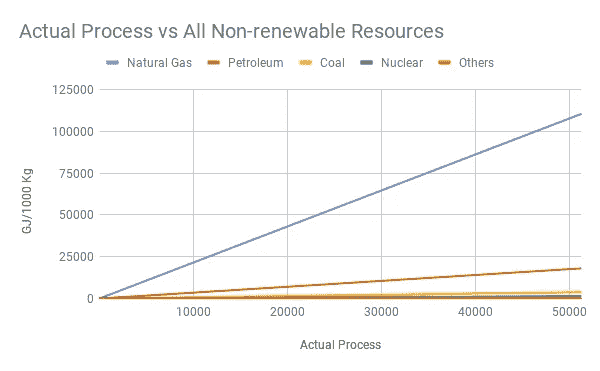 Actual Process vs All Non-renewable Resources
Natural Gas Petroleum Coal Nuclear Others
125000
100000
75000
50000
25000
0
GJ/1000 Kg
10000 20000 30000 40000 50000
Actual Process